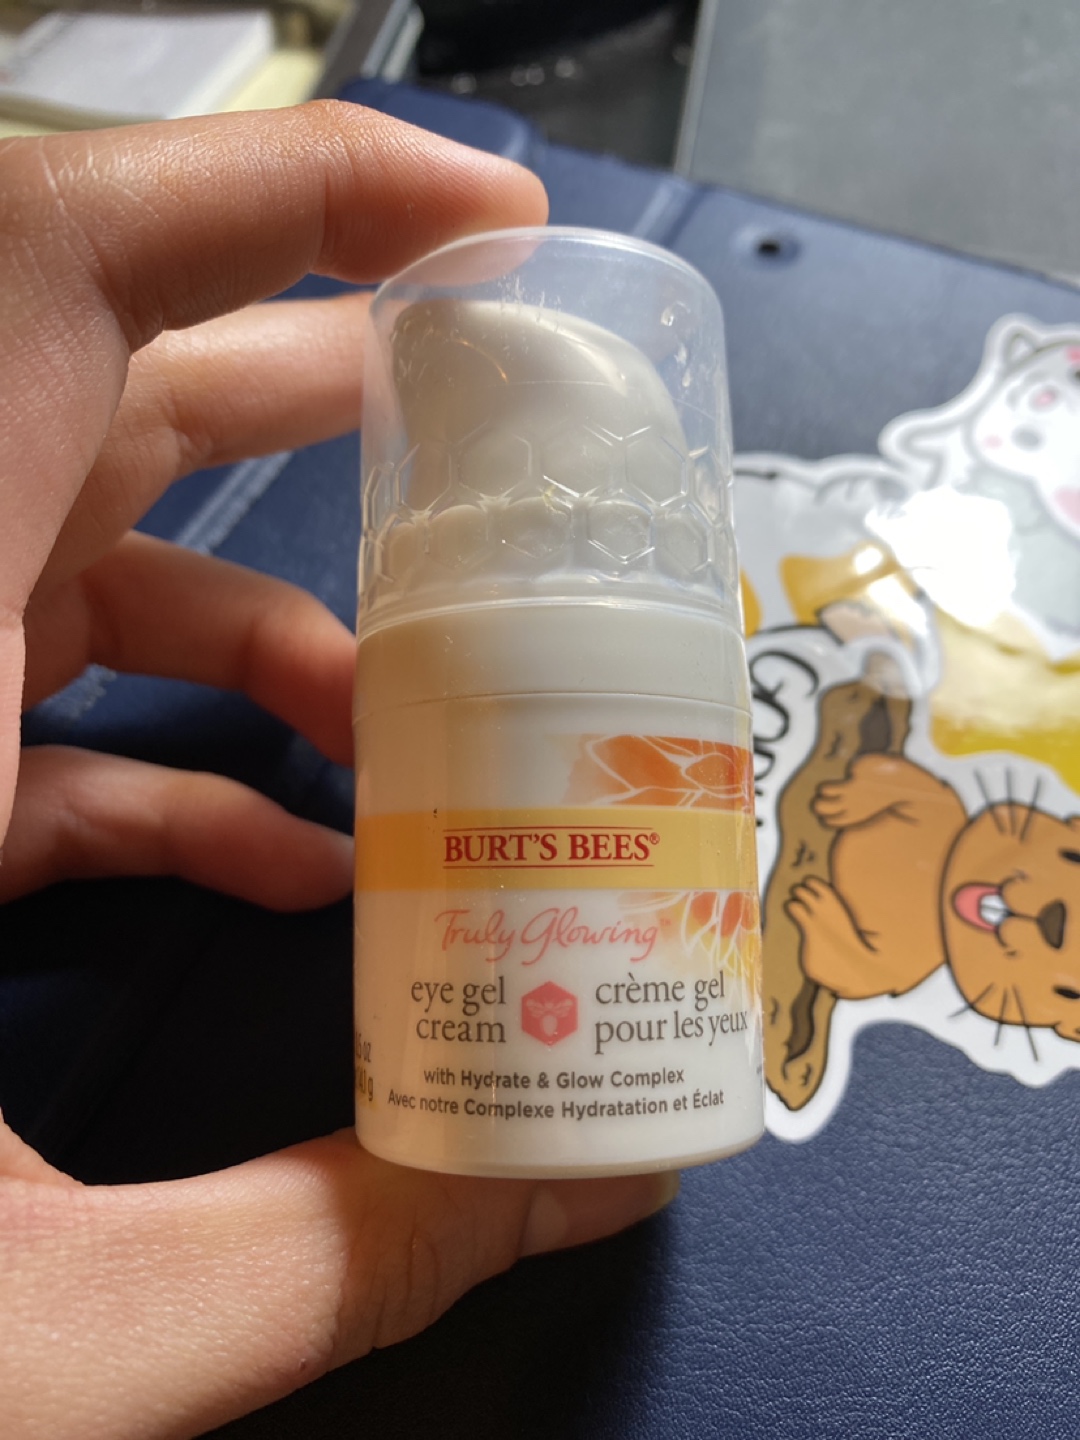 BURT'S BEES®
Truly Glowing™
eye gel
cream
crème gel
pour les yeux
with Hydrate & Glow Complex
Avec notre Complexe Hydratation et Éclat
oz
g